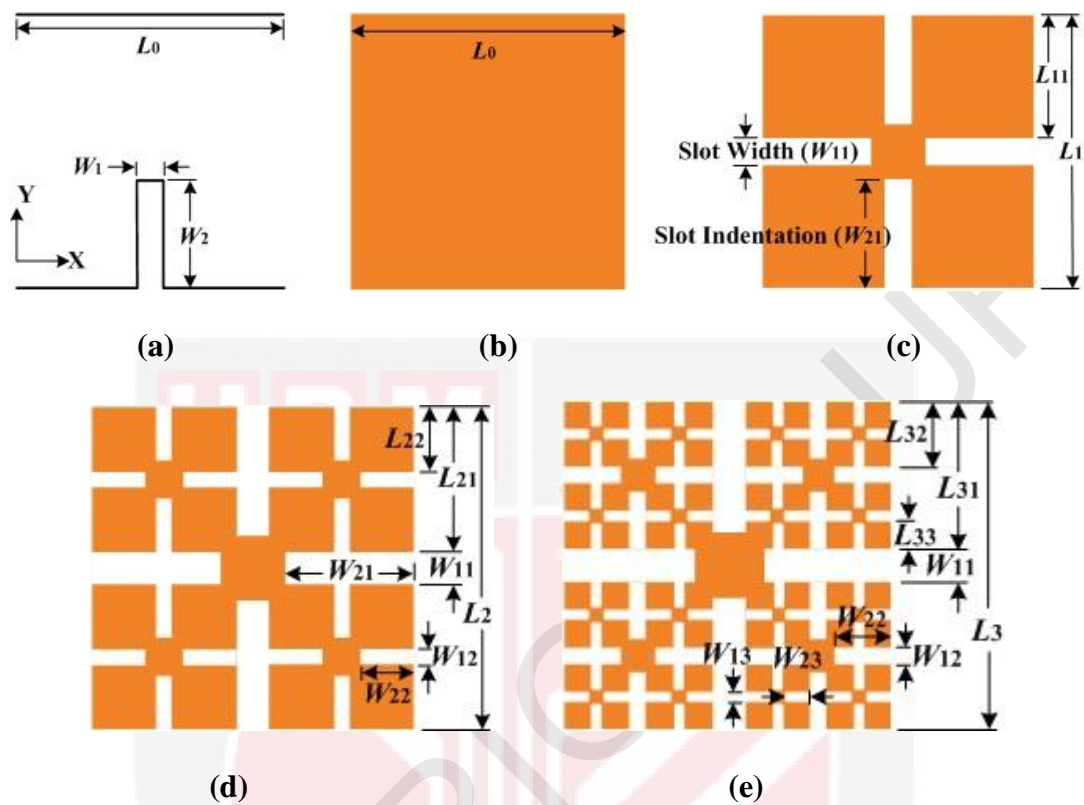 L0
W1
W2
Y
X
(a)
L0
(b)
L11
L1
Slot Width (W11)
Slot Indentation (W21)
(c)
L22
L21
W21
W11
L2
W12
W22
(d)
L32
L31
L33
W11
L3
W22
W13
W23
W12
(e)